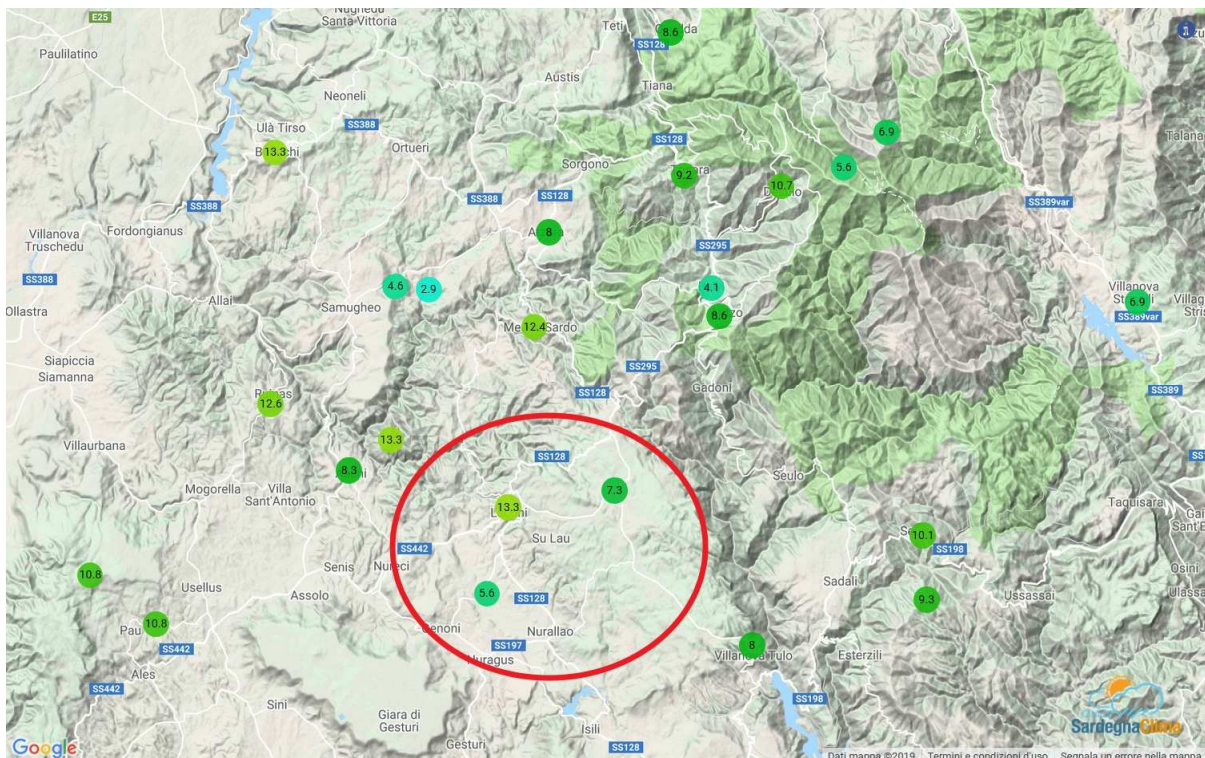 E25
Nughedu
Santa Vittoria
Teti
8.6
SS128
Paulilatino
Austis
Tiana
Neoneli
Ulà Tirso
SS388
Ortueri
13.3
SS128
6.9
Talana
Sorgono
9.2
5.6
10.7
SS388
SS128
SS388
SS389var
Villanova
Truschedu
Fordongianus
8
SS295
SS388
Ollastra
Allai
Samugheo
4.6
2.9
4.1
Villanova
6.9
SS389var
12.4
8.6
Siapiccia
Siamanna
SS295
SS128
Gadoni
SS389
12.6
Villaurbana
13.3
SS128
8.3
Seulo
Mogorella
Villa
Sant'Antonio
7.3
Taquisara
13.3
Su Lau
10.1
SS442
SS198
Senis
Nureci
10.8
Usellus
Assolo
5.6
SS128
Sadali
9.3
Ussassai
Osini
Pau
10.8
SS442
Genoni
Nurallao
SS197
Nuragus
8
Villanova Tulo
Esterzili
Ales
SS442
SS198
Sini
Giara di
Gesturi
Isili
Gesturi
SS128
SardegnaClima
Google
Dati mappa ©2019
Termini e condizioni d'uso
Segnala un errore nella mappa